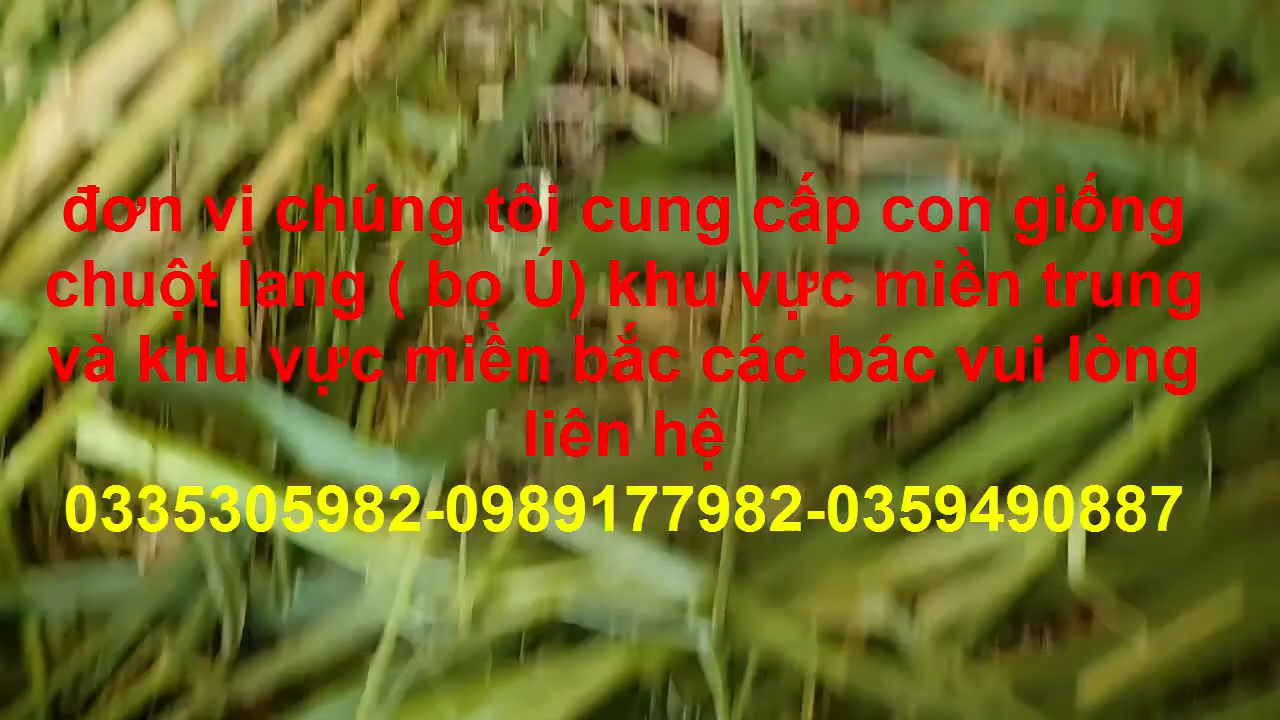 đơn vị chúng tôi cung cấp con giống
chuột lang ( bọ Ú) khu vực miền trung
và khu vực miền bắc các bác vui lòng
liên hệ
0335305982-0989177982-0359490887